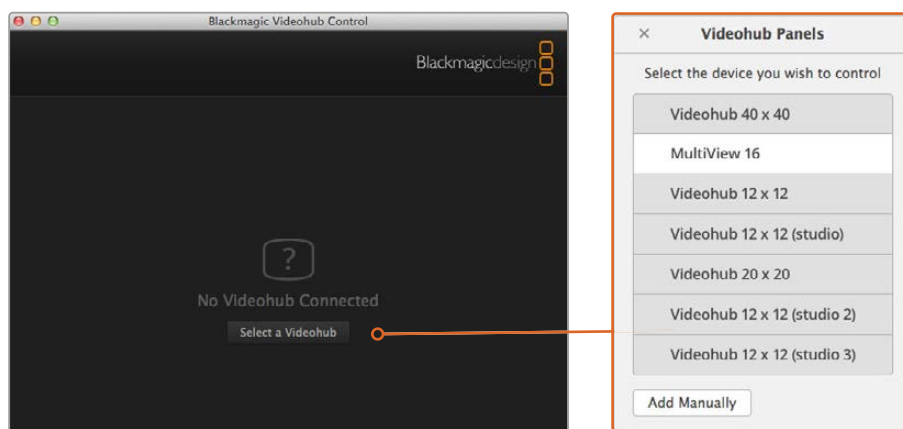 Blackmagic Videohub Control
Blackmagicdesign
?
No Videohub Connected
Select a Videohub
Videohub Panels
Select the device you wish to control
Videohub 40 x 40
MultiView 16
Videohub 12 x 12
Videohub 12 x 12 (studio)
Videohub 20 x 20
Videohub 12 x 12 (studio 2)
Videohub 12 x 12 (studio 3)
Add Manually